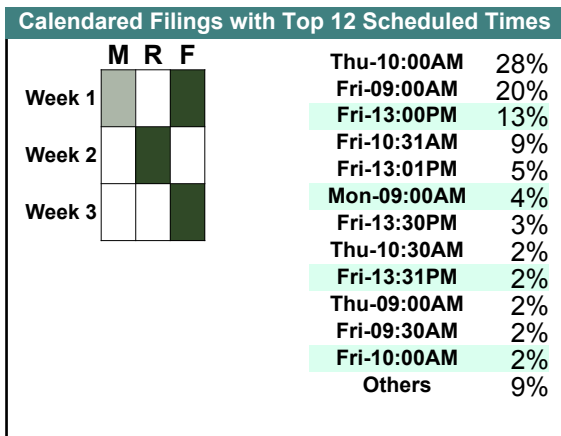 Calendared Filings with Top 12 Scheduled Times
M R F
Week 1
Week 2
Week 3
Thu-10:00AM 28%
Fri-09:00AM 20%
Fri-13:00PM 13%
Fri-10:31AM 9%
Fri-13:01PM 5%
Mon-09:00AM 4%
Fri-13:30PM 3%
Thu-10:30AM 2%
Fri-13:31PM 2%
Thu-09:00AM 2%
Fri-09:30AM 2%
Fri-10:00AM 2%
Others 9%